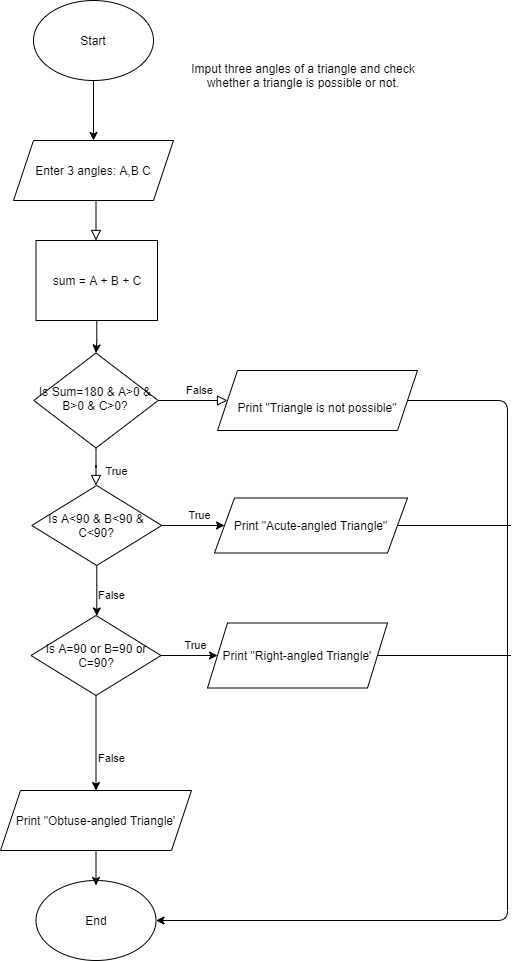 Start
Imput three angles of a triangle and check
whether a triangle is possible or not.
Enter 3 angles: A,B C
sum = A + B + C
Is Sum=180 & A>0 &
B>0 & C>0?
False
Print "Triangle is not possible"
True
Is A<90 & B<90 &
C<90?
True
Print "Acute-angled Triangle"
False
Is A=90 or B=90 or
C=90?
True
Print "Right-angled Triangle'
False
Print "Obtuse-angled Triangle'
End